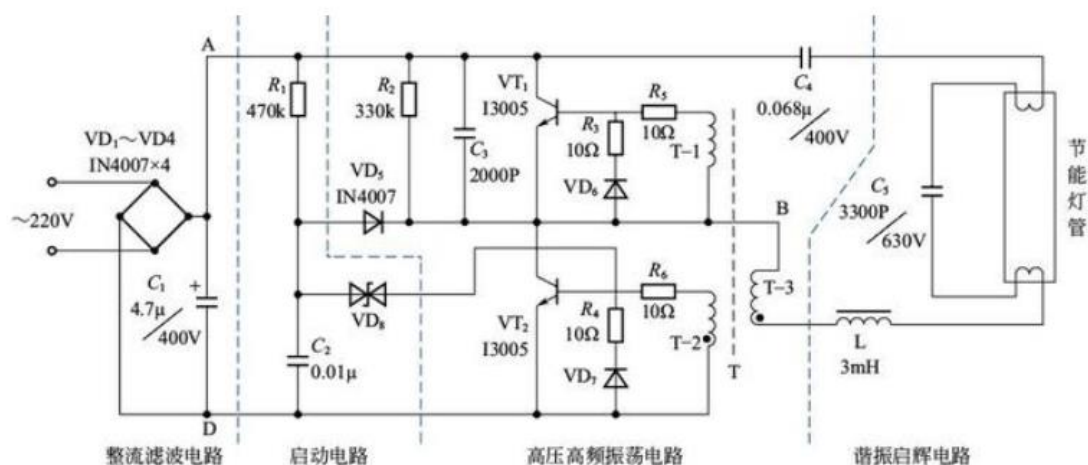 A
R₁
470k
R₂
330k
VT₁
I3005
R₅
10Ω
R₃
10Ω
T-1
C₄
0.068μ
400V
VD₁～VD4
IN4007×4
C₃
2000P
VD₅
IN4007
VD₆
C₅
3300P
630V
节能灯管
～220V
B
C₁
4.7μ
400V
+
VD₈
R₆
10Ω
R₄
10Ω
T-3
VT₂
I3005
T-2
C₂
0.01μ
VD₇
T
L
3mH
D
整流滤波电路
启动电路
高压高频振荡电路
谐振启辉电路